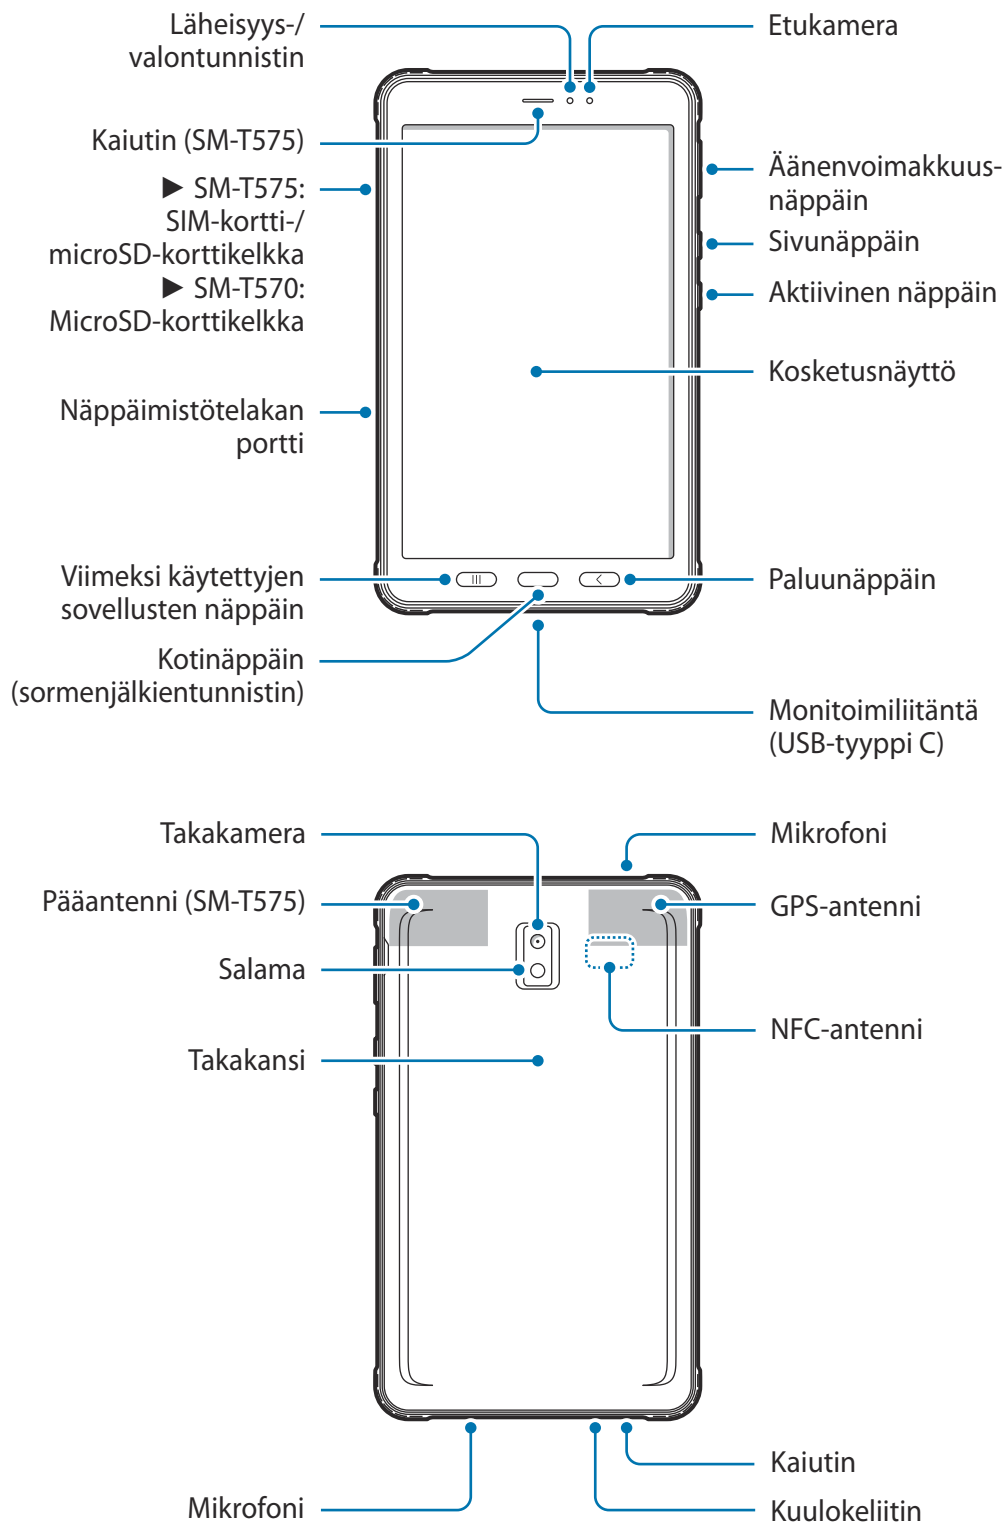 Läheisyys-/
valontunnistin
Etukamera
Kaiutin (SM-T575)
► SM-T575:
SIM-kortti-/
microSD-korttikelkka
► SM-T570:
MicroSD-korttikelkka
Äänenvoimakkuus-
näppäin
Sivunäppäin
Aktiivinen näppäin
Kosketusnäyttö
Näppäimistötelakan
portti
Viimeksi käytettyjen
sovellusten näppäin
Paluunäppäin
Kotinäppäin
(sormenjälkientunnistin)
Monitoimiliitäntä
(USB-tyyppi C)
Takakamera
Mikrofoni
Pääantenni (SM-T575)
GPS-antenni
Salama
NFC-antenni
Takakansi
Kaiutin
Mikrofoni
Kuulokeliitin